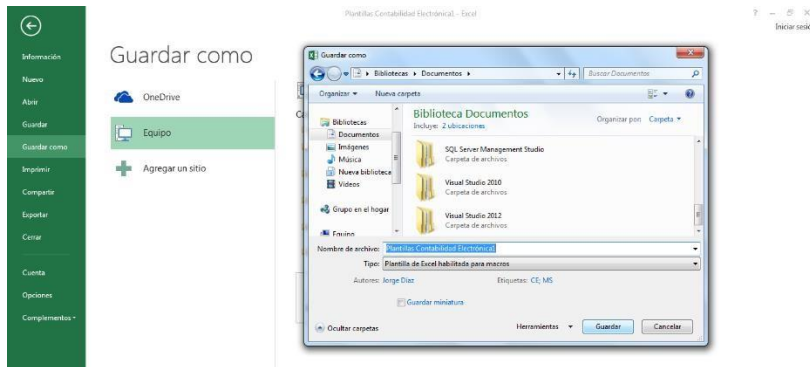 Plantillas Contabilidad Electrónica1 - Excel
Iniciar sesió
Información
Nuevo
Abrir
Guardar
Guardar como
Imprimir
Compartir
Exportar
Cerrar
Cuenta
Opciones
Complementos
Guardar como
OneDrive
Equipo
Agregar un sitio
Guardar como
Bibliotecas ▸ Documentos ▸
Buscar Documentos
Organizar
Nueva carpeta
Bibliotecas
Documentos
Imágenes
Música
Nueva biblioteca
Videos
Grupo en el hogar
Equipo
Biblioteca Documentos
Incluye: 2 ubicaciones
Organizar por: Carpeta
SQL Server Management Studio
Carpeta de archivos
Visual Studio 2010
Carpeta de archivos
Visual Studio 2012
Carpeta de archivos
Nombre de archivo: Plantillas Contabilidad Electrónica1
Tipo: Plantilla de Excel habilitada para macros
Autores: Jorge Díaz
Etiquetas: CE; MS
Guardar miniatura
Ocultar carpetas
Herramientas
Guardar
Cancelar